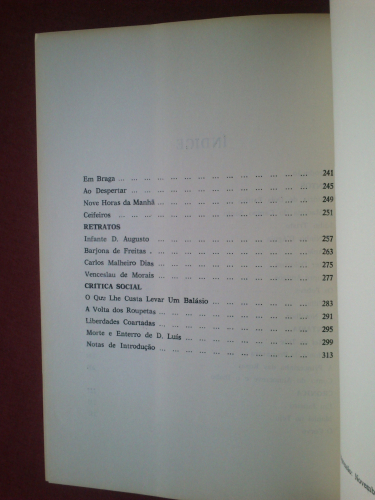 Em Braga ... 241
Ao Despertar ... 245
Nove Horas da Manhã ... 249
Ceifeiros ... 251
RETRATOS
Infante D. Augusto ... 257
Barjona de Freitas ... 263
Carlos Malheiro Dias ... 275
Venceslau de Morais ... 277
CRITICA SOCIAL
O Que Lhe Custa Levar Um Balásio ... 283
A Volta dos Roupetas ... 291
Liberdades Coartadas ... 295
Morte e Enterro de D. Luiz ... 299
Notas de Introdução ... 313